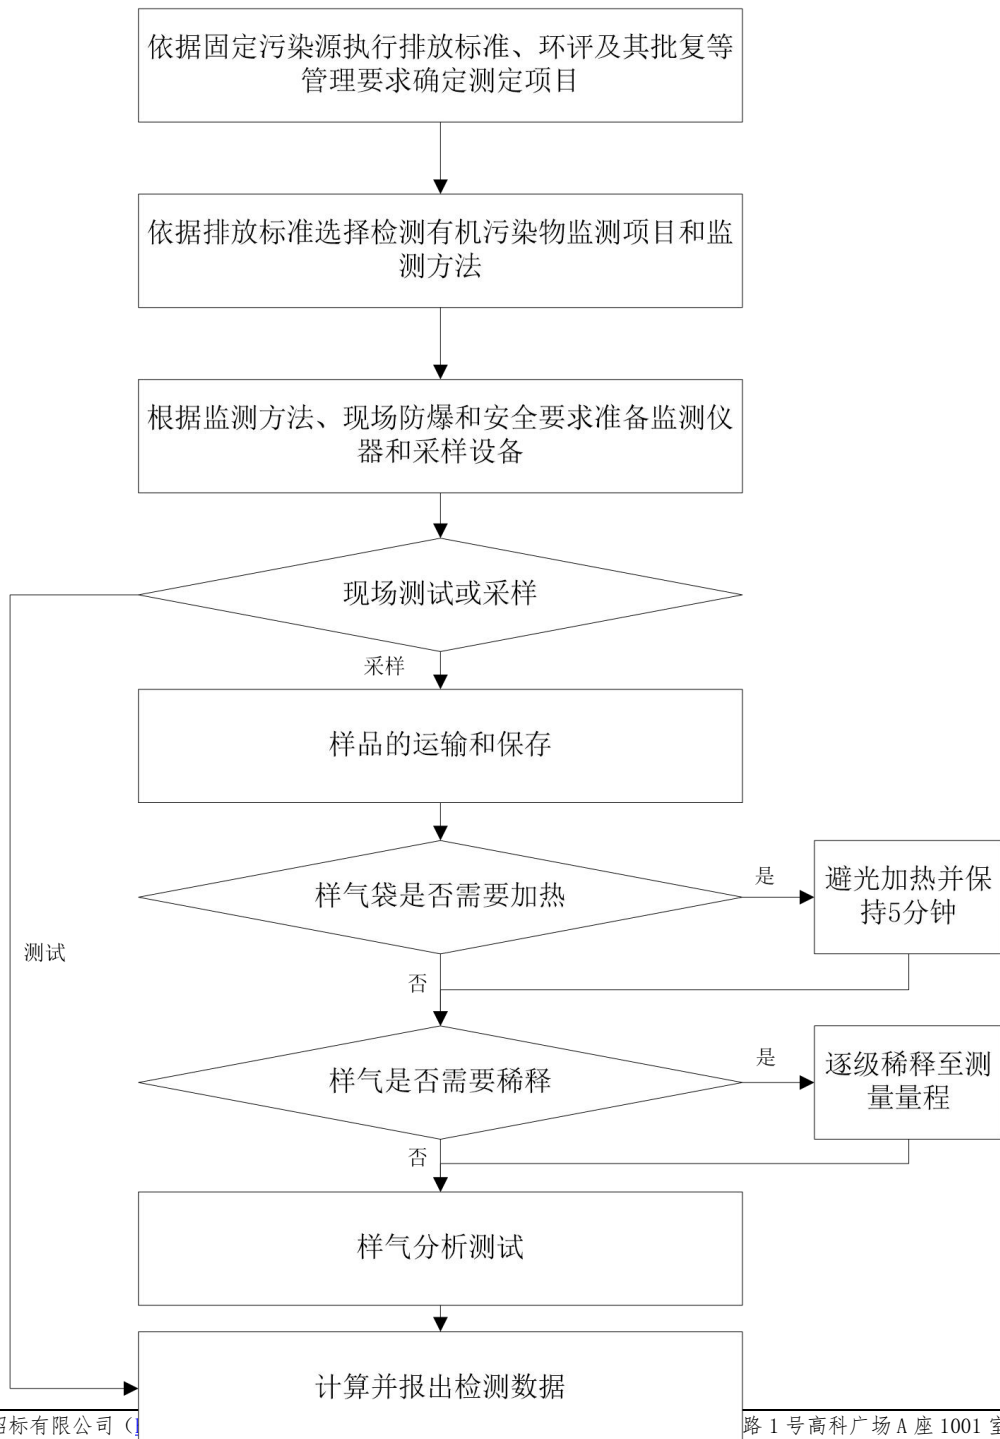 依据固定污染源执行排放标准、环评及其批复等
管理要求确定测定项目
依据排放标准选择检测有机污染物监测项目和监
测方法
根据监测方法、现场防爆和安全要求准备监测仪
器和采样设备
现场测试或采样
采样
样品的运输和保存
样气袋是否需要加热
是
避光加热并保
持5分钟
测试
否
样气是否需要稀释
是
逐级稀释至测
量量程
否
样气分析测试
计算并报出检测数据
招标有限公司（
路 1 号高科广场 A 座 1001 室